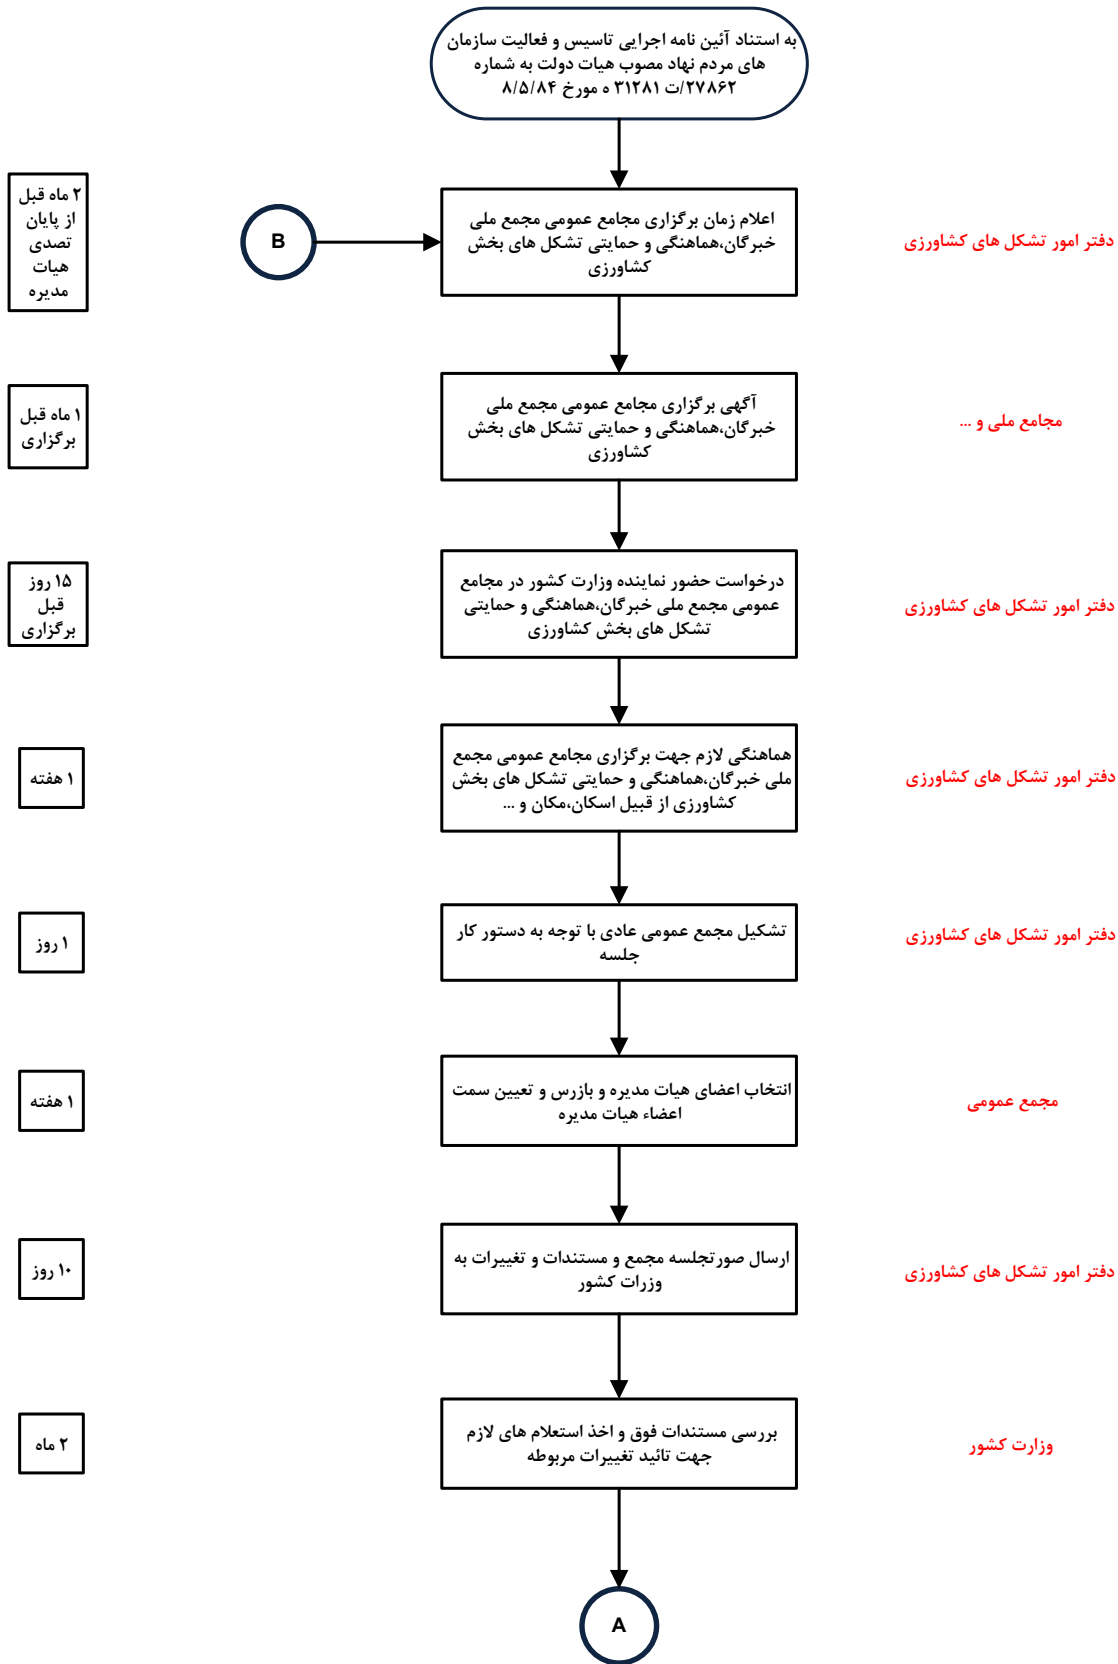 به استناد آئین نامه اجرایی تاسیس و فعالیت سازمان
های مردم نهاد مصوب هیات دولت به شماره
۲۷۸۶۲/ت ۳۱۲۸۱ ه مورخ ۸/۵/۸۴
دفتر امور تشکل های کشاورزی
اعلام زمان برگزاری مجامع عمومی مجمع ملی
خبرگان،هماهنگی و حمایتی تشکل های بخش
کشاورزی
B
۲ ماه قبل
از پایان
تصدی
هیات
مدیره
مجامع ملی و ...
آگهی برگزاری مجامع عمومی مجمع ملی
خبرگان،هماهنگی و حمایتی تشکل های بخش
کشاورزی
۱ ماه قبل
برگزاری
دفتر امور تشکل های کشاورزی
درخواست حضور نماینده وزارت کشور در مجامع
عمومی مجمع ملی خبرگان،هماهنگی و حمایتی
تشکل های بخش کشاورزی
۱۵ روز
قبل
برگزاری
دفتر امور تشکل های کشاورزی
هماهنگی لازم جهت برگزاری مجامع عمومی مجمع
ملی خبرگان،هماهنگی و حمایتی تشکل های بخش
کشاورزی از قبیل اسکان،مکان و ...
۱ هفته
دفتر امور تشکل های کشاورزی
تشکیل مجمع عمومی عادی با توجه به دستور کار
جلسه
۱ روز
مجمع عمومی
انتخاب اعضای هیات مدیره و بازرس و تعیین سمت
اعضاء هیات مدیره
۱ هفته
دفتر امور تشکل های کشاورزی
ارسال صورتجلسه مجمع و مستندات و تغییرات به
وزرات کشور
۱۰ روز
وزارت کشور
بررسی مستندات فوق و اخذ استعلام های لازم
جهت تائید تغییرات مربوطه
۲ ماه
A